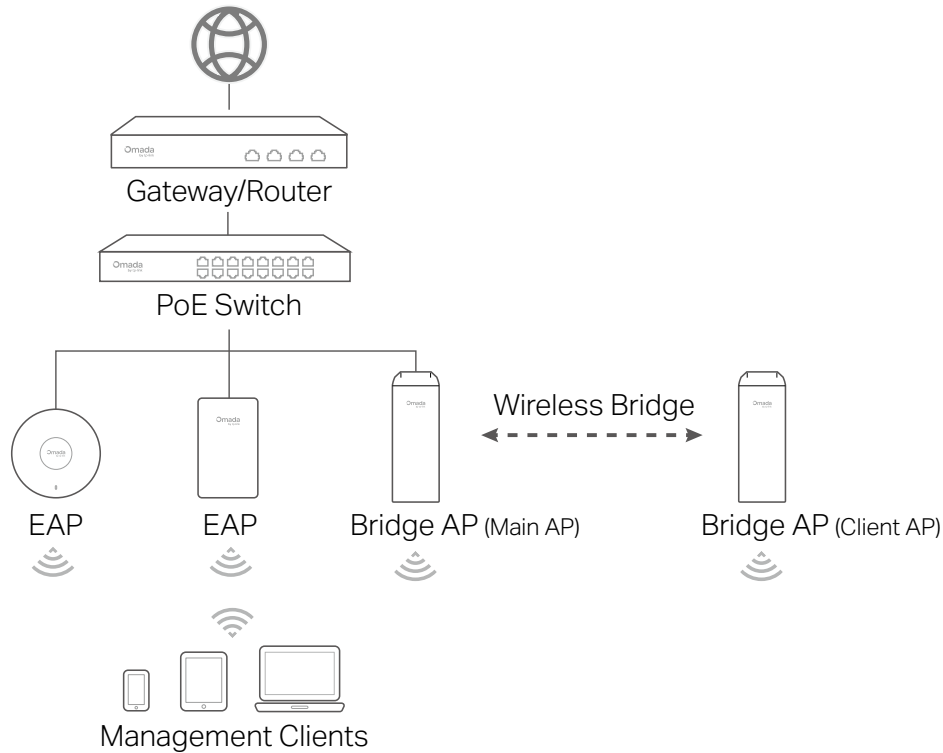 Omada
Gateway/Router
Omada
PoE Switch
Omada
Omada
Omada
Wireless Bridge
Omada
EAP
EAP
Bridge AP (Main AP)
Bridge AP (Client AP)
Management Clients